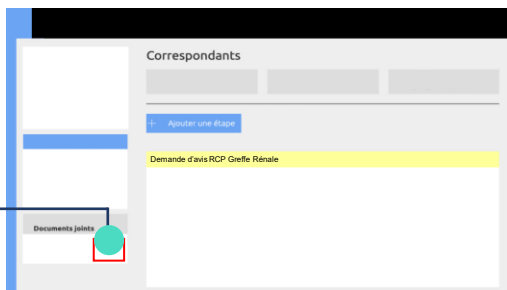 Correspondants
+ Ajouter une étape
Demande d'avis RCP Greffe Rénale
Documents joints